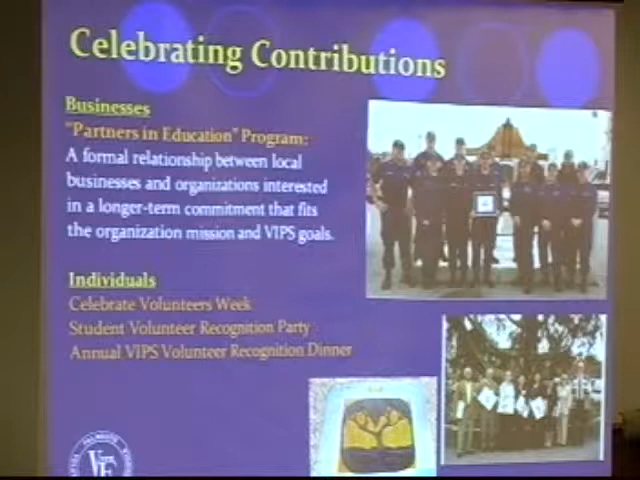 Celebrating Contributions
Businesses
"Partners in Education" Program:
A formal relationship between local
businesses and organizations interested
in a longer-term commitment that fits
the organization mission and VIPS goals.
Individuals
Celebrate Volunteers Week
Student Volunteer Recognition Party
Annual VIPS Volunteer Recognition Dinner